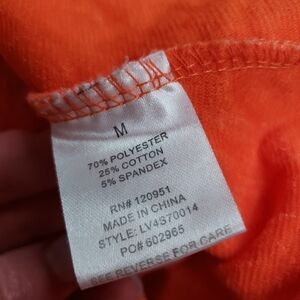 M
70% POLYESTER
25% COTTON
5% SPANDEX
RN# 120951
MADE IN CHINA
STYLE: LV4S70014
PO# 602965
SEE REVERSE FOR CARE